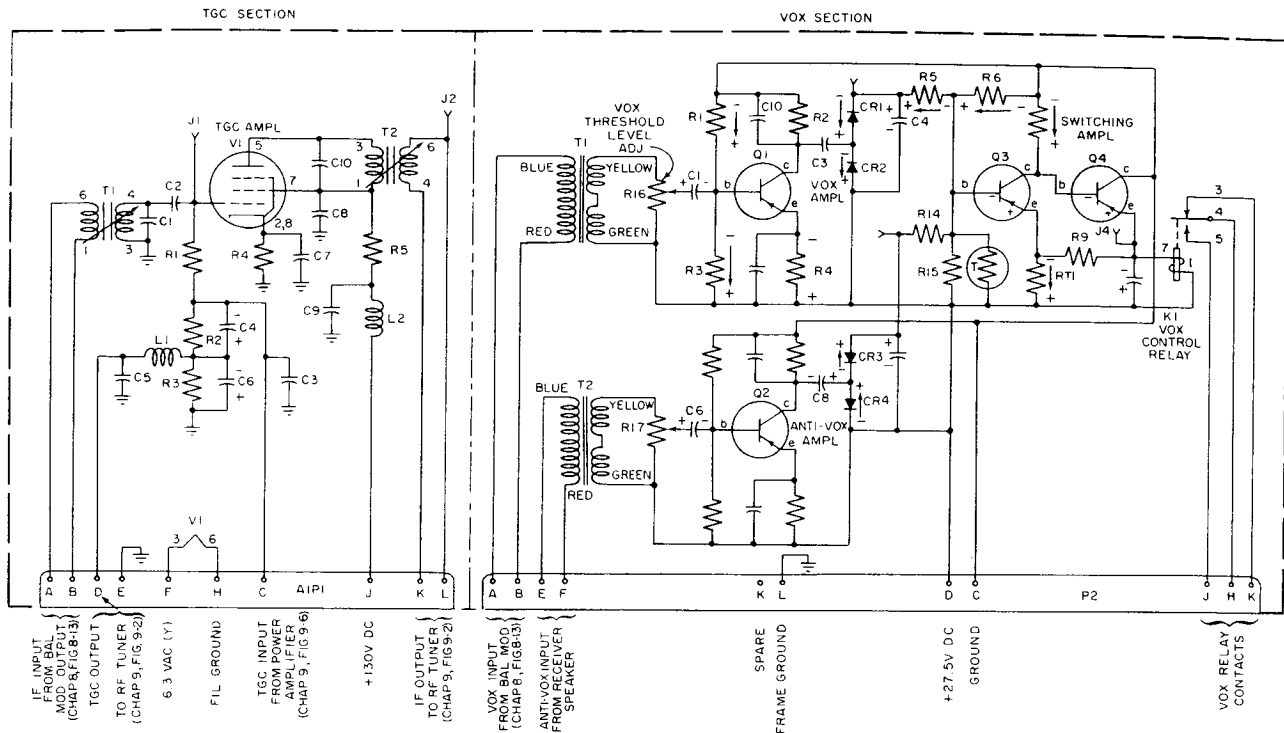 TGC SECTION
VOX SECTION
J1
TGC AMPL
V1
5
7
2,8
J2
T2
3
6
1
4
C10
C8
T1
6
4
1
3
C1
C2
R1
R4
C7
R5
C9
L2
R2
C4
- +
L1
C5
R3
C6
- +
C3
V1
3
6
A
B
D
E
F
H
C
A1P1
J
K
L
IF INPUT
FROM BAL
MOD OUTPUT
(CHAP 8, FIG.8-13)
TGC OUTPUT
TO RF TUNER
(CHAP 9, FIG. 9-2)
6.3 VAC (Y)
FIL GROUND
TGC INPUT
FROM POWER
AMPLIFIER
(CHAP 9, FIG.9-6)
+130V DC
IF OUTPUT
TO RF TUNER
(CHAP 9, FIG.9-2)
VOX
THRESHOLD
LEVEL
ADJ
T1
BLUE
YELLOW
RED
GREEN
R16
C1
+ -
R1
C10
R2
Q1
b
c
e
C3
CR1
CR2
VOX
AMPL
C4
R5
R6
SWITCHING
AMPL
Q3
b
c
e
Q4
c
e
R3
R4
R14
R15
T
RT1
R9
J4
3
4
5
7
1
K1
VOX
CONTROL
RELAY
T2
BLUE
YELLOW
RED
GREEN
R17
C6
+ -
Q2
b
c
e
C8
CR3
CR4
ANTI-VOX
AMPL
A
B
E
F
K
L
D
C
P2
J
H
K
VOX INPUT
FROM BAL MOD
(CHAP 8, FIG.8-13)
ANTI-VOX INPUT
FROM RECEIVER
SPEAKER
SPARE
FRAME GROUND
+27.5V DC
GROUND
VOX RELAY
CONTACTS